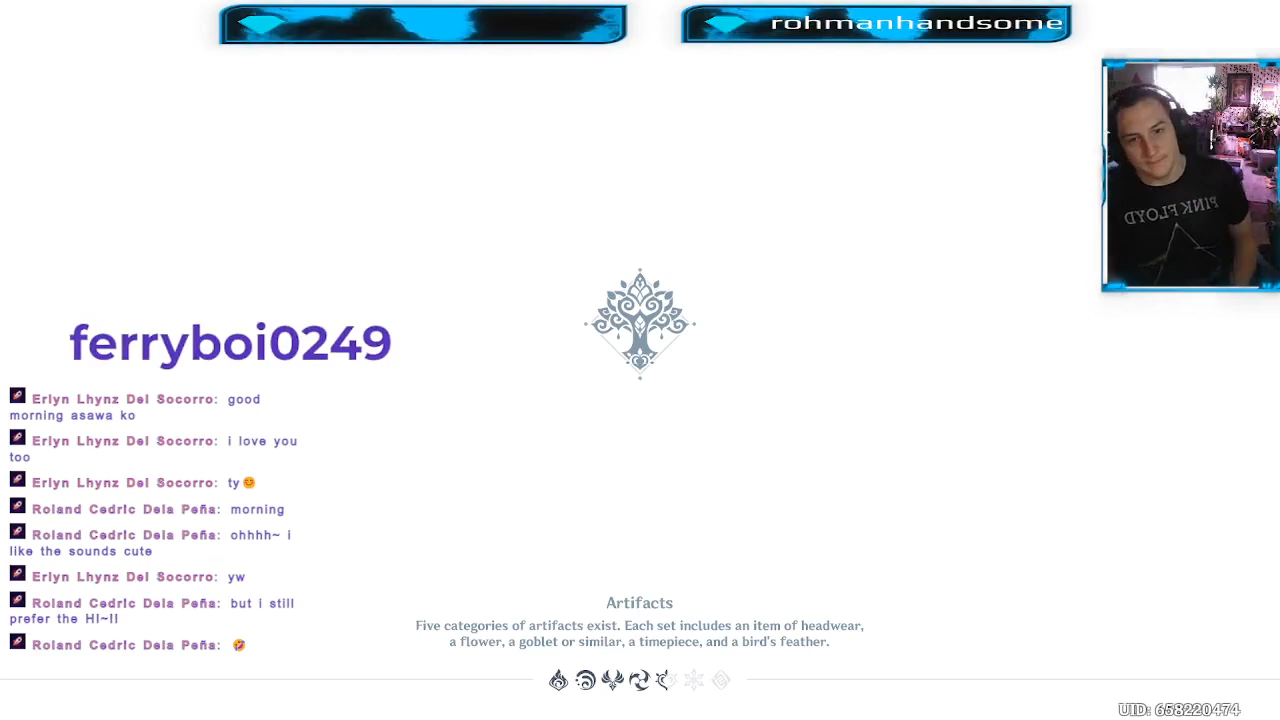 rohmanhandsome
PINK FLOYD
ferryboi0249
Erlyn Lhynz Del Socorro: good
morning asawa ko
Erlyn Lhynz Del Socorro: i love you
too
Erlyn Lhynz Del Socorro: ty😊
Roland Cedric Dela Peña: morning
Roland Cedric Dela Peña: ohhhh~ i
like the sounds cute
Erlyn Lhynz Del Socorro: yw
Roland Cedric Dela Peña: but i still
prefer the HI~!!
Roland Cedric Dela Peña: 🤣
Artifacts
Five categories of artifacts exist. Each set includes an item of headwear,
a flower, a goblet or similar, a timepiece, and a bird's feather.
UID: 658220474